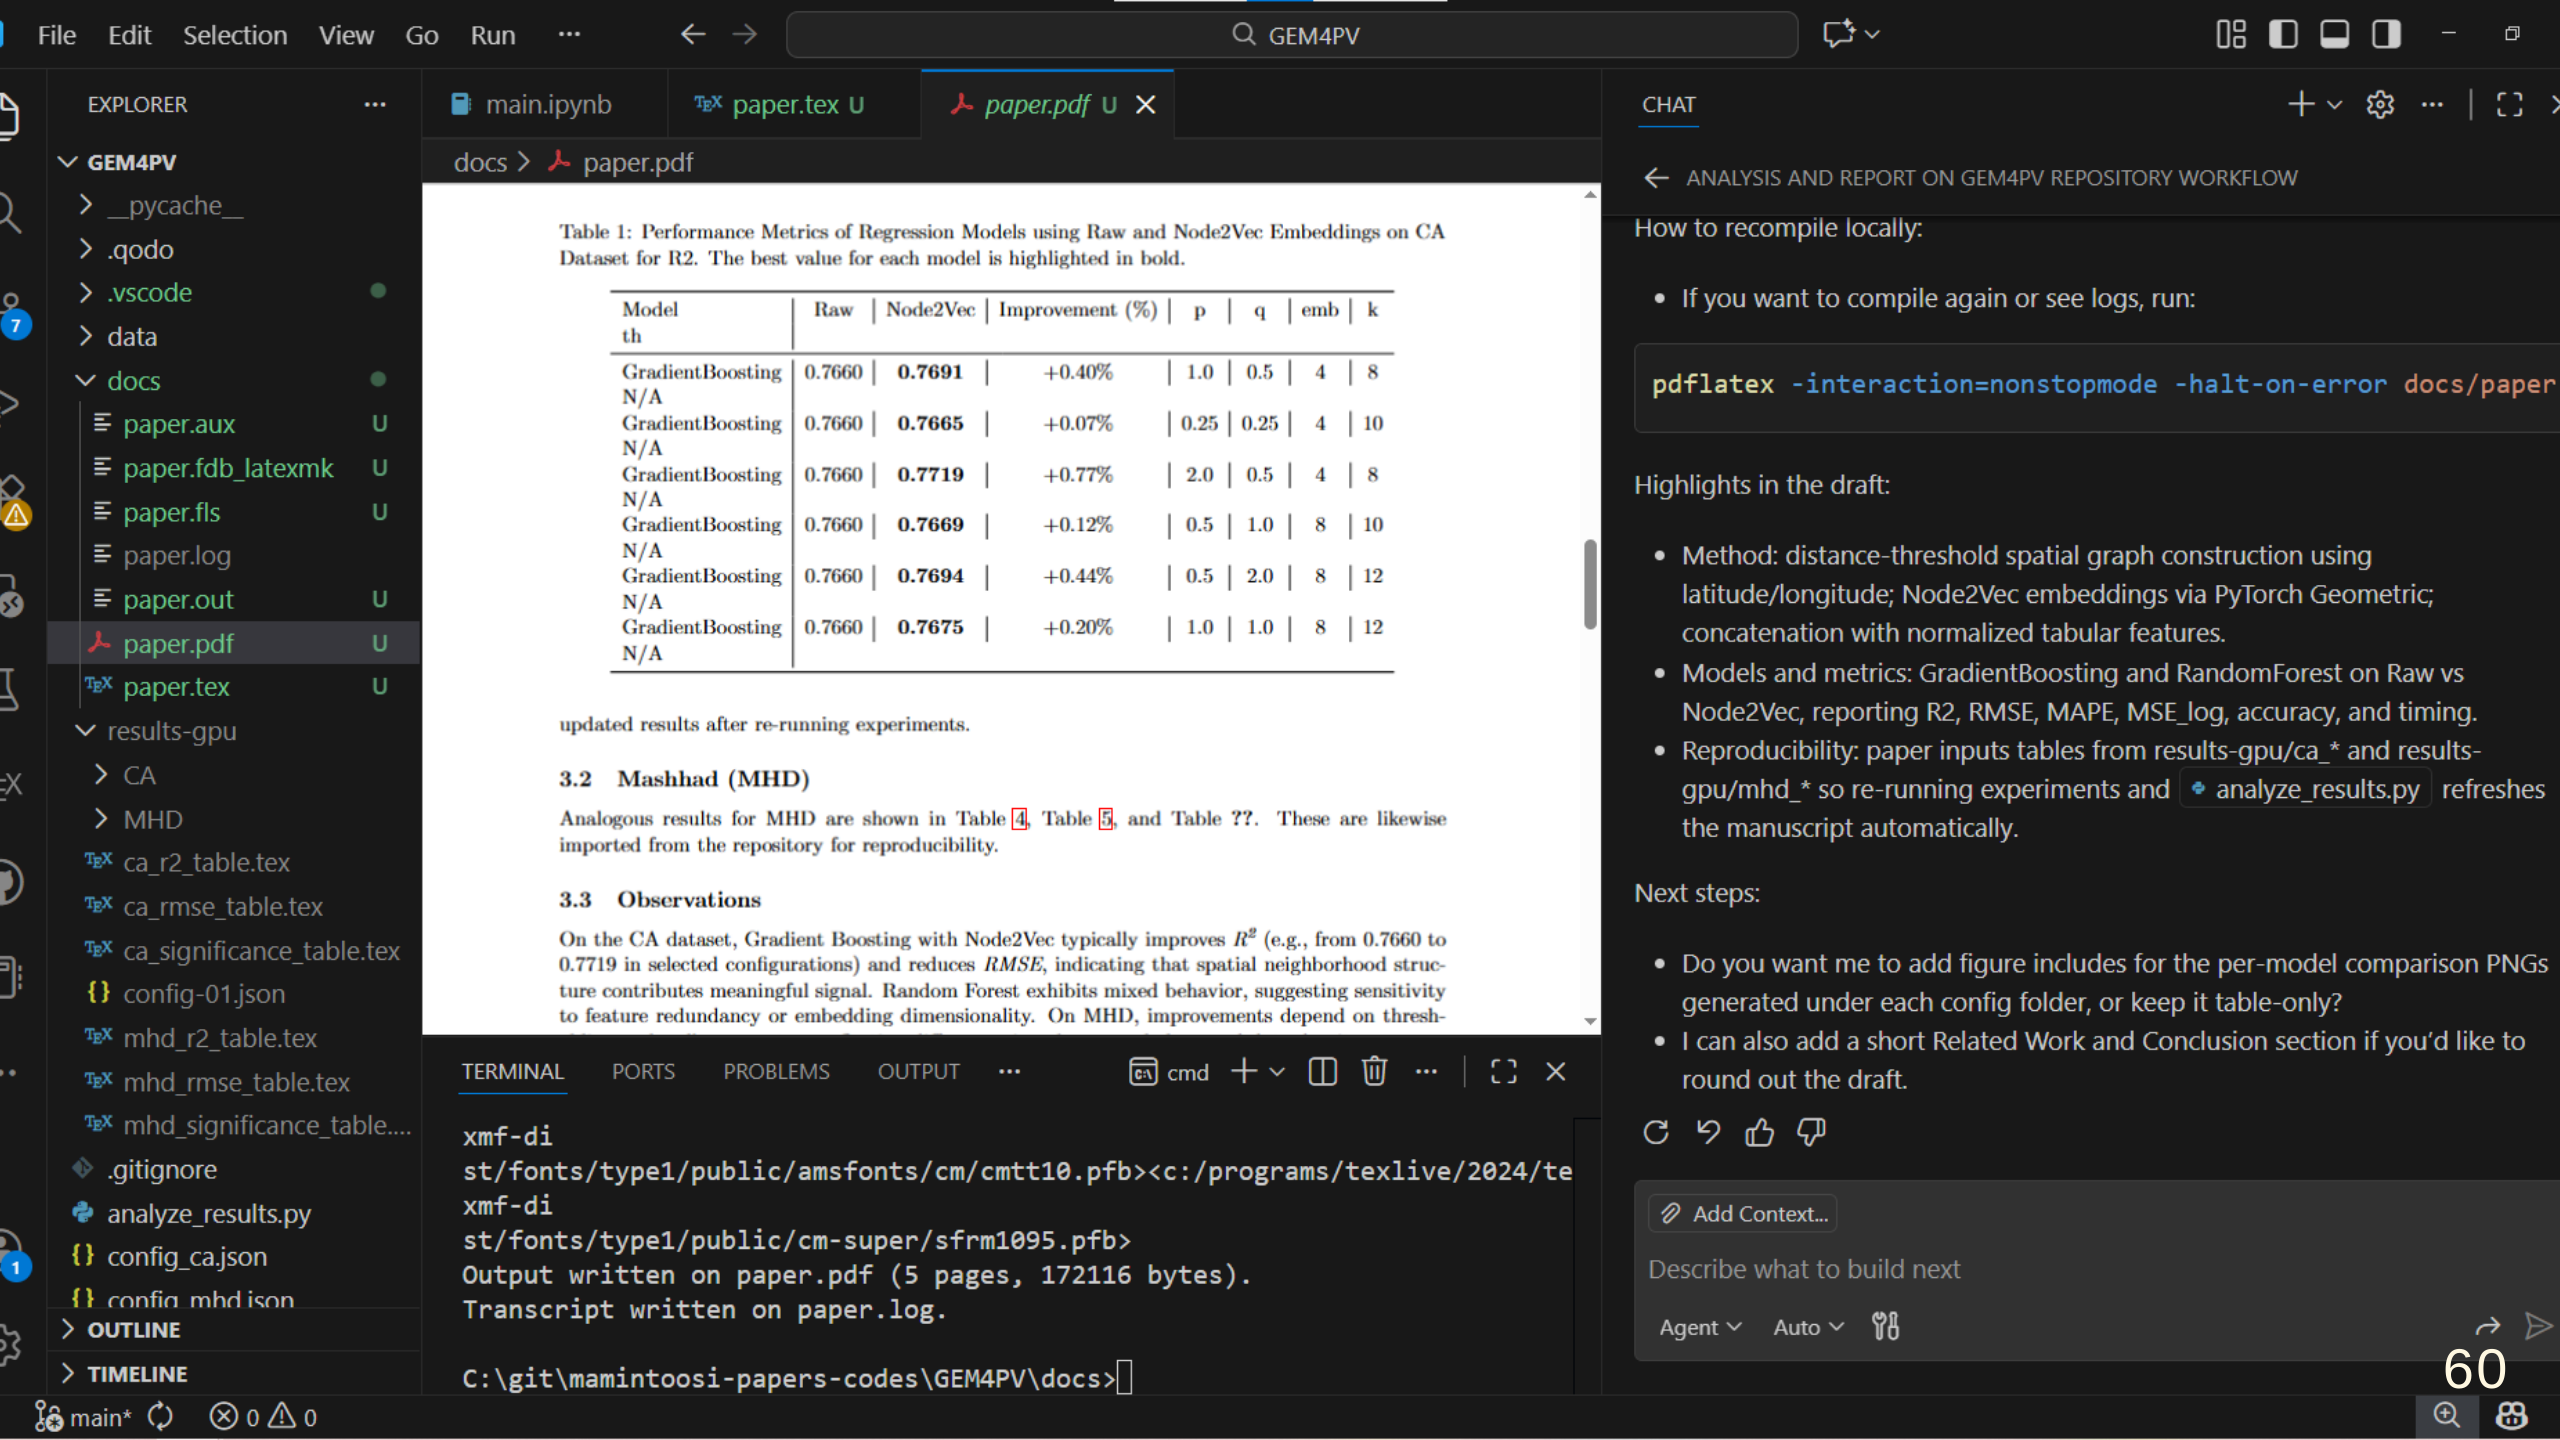 File Edit Selection View Go Run ··· GEM4PV
EXPLORER ···
GEM4PV
__pycache__
.qodo
.vscode
data
docs
paper.aux U
paper.fdb_latexmk U
paper.fls U
paper.log
paper.out U
paper.pdf U
paper.tex U
results-gpu
CA
MHD
ca_r2_table.tex
ca_rmse_table.tex
ca_significance_table.tex
config-01.json
mhd_r2_table.tex
mhd_rmse_table.tex
mhd_significance_table....
.gitignore
analyze_results.py
config_ca.json
config_mhd.json
OUTLINE
TIMELINE
7
1
main.ipynb
TEX paper.tex U
paper.pdf U
docs > paper.pdf
Table 1: Performance Metrics of Regression Models using Raw and Node2Vec Embeddings on CA
Dataset for R2. The best value for each model is highlighted in bold.
Model | Raw | Node2Vec | Improvement (%) | p | q | emb | k
th
GradientBoosting | 0.7660 | 0.7691 | +0.40% | 1.0 | 0.5 | 4 | 8
N/A
GradientBoosting | 0.7660 | 0.7665 | +0.07% | 0.25 | 0.25 | 4 | 10
N/A
GradientBoosting | 0.7660 | 0.7719 | +0.77% | 2.0 | 0.5 | 4 | 8
N/A
GradientBoosting | 0.7660 | 0.7669 | +0.12% | 0.5 | 1.0 | 8 | 10
N/A
GradientBoosting | 0.7660 | 0.7694 | +0.44% | 0.5 | 2.0 | 8 | 12
N/A
GradientBoosting | 0.7660 | 0.7675 | +0.20% | 1.0 | 1.0 | 8 | 12
N/A
updated results after re-running experiments.
3.2 Mashhad (MHD)
Analogous results for MHD are shown in Table 4, Table 5, and Table ??. These are likewise
imported from the repository for reproducibility.
3.3 Observations
On the CA dataset, Gradient Boosting with Node2Vec typically improves R² (e.g., from 0.7660 to
0.7719 in selected configurations) and reduces RMSE, indicating that spatial neighborhood struc-
ture contributes meaningful signal. Random Forest exhibits mixed behavior, suggesting sensitivity
to feature redundancy or embedding dimensionality. On MHD, improvements depend on thresh-
TERMINAL PORTS PROBLEMS OUTPUT ··· cmd
xmf-di
st/fonts/type1/public/amsfonts/cm/cmtt10.pfb><c:/programs/texlive/2024/te
xmf-di
st/fonts/type1/public/cm-super/sfrm1095.pfb>
Output written on paper.pdf (5 pages, 172116 bytes).
Transcript written on paper.log.
C:\git\mamintoosi-papers-codes\GEM4PV\docs>
CHAT
ANALYSIS AND REPORT ON GEM4PV REPOSITORY WORKFLOW
How to recompile locally:
• If you want to compile again or see logs, run:
pdflatex -interaction=nonstopmode -halt-on-error docs/paper
Highlights in the draft:
• Method: distance-threshold spatial graph construction using
latitude/longitude; Node2Vec embeddings via PyTorch Geometric;
concatenation with normalized tabular features.
• Models and metrics: GradientBoosting and RandomForest on Raw vs
Node2Vec, reporting R2, RMSE, MAPE, MSE_log, accuracy, and timing.
• Reproducibility: paper inputs tables from results-gpu/ca_* and results-
gpu/mhd_* so re-running experiments and analyze_results.py refreshes
the manuscript automatically.
Next steps:
• Do you want me to add figure includes for the per-model comparison PNGs
generated under each config folder, or keep it table-only?
• I can also add a short Related Work and Conclusion section if you'd like to
round out the draft.
Add Context...
Describe what to build next
Agent Auto
60
main* 0 0